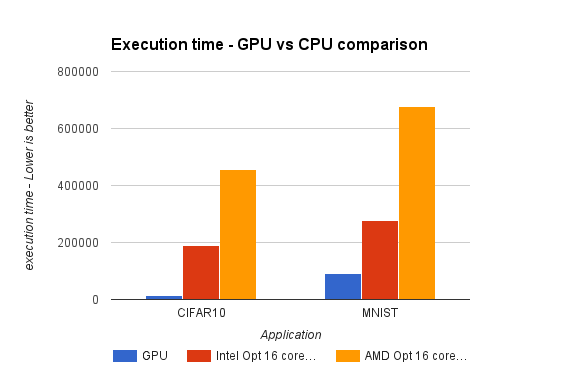 Execution time - GPU vs CPU comparison
execution time - Lower is better
800000
600000
400000
200000
0
CIFAR10 MNIST
Application
GPU Intel Opt 16 core... AMD Opt 16 core...